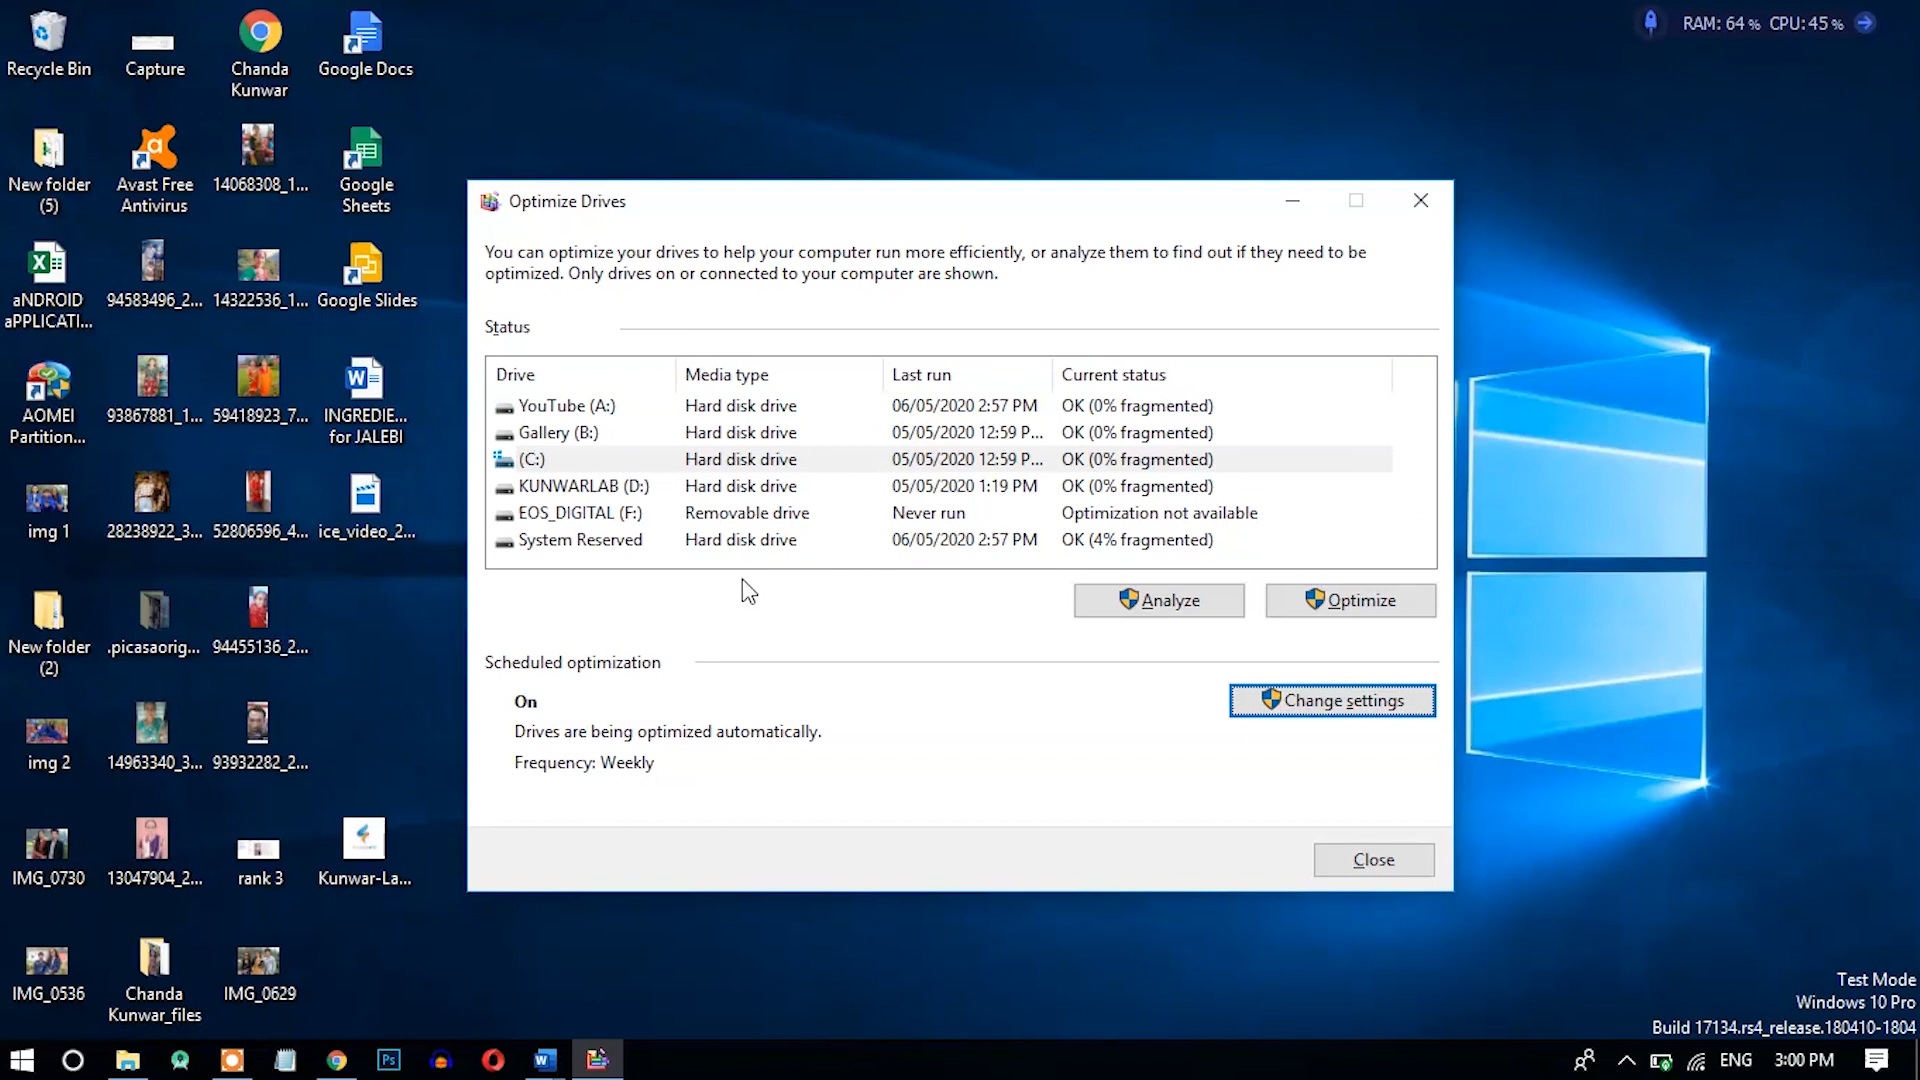 RAM: 64 % CPU: 45 %
Recycle Bin
Capture
Chanda
Kunwar
Google Docs
New folder
(5)
Avast Free
Antivirus
14068308_1...
Google
Sheets
aNDROID
aPPLICATI...
94583496_2...
14322536_1...
Google Slides
AOMEI
Partition...
93867881_1...
59418923_7...
INGREDIE...
for JALEBI
img 1
28238922_3...
52806596_4...
ice_video_2...
New folder
(2)
.picasaorig...
94455136_2...
img 2
14963340_3...
93932282_2...
IMG_0730
13047904_2...
rank 3
Kunwar-La...
IMG_0536
Chanda
Kunwar_files
IMG_0629
Optimize Drives
You can optimize your drives to help your computer run more efficiently, or analyze them to find out if they need to be
optimized. Only drives on or connected to your computer are shown.
Status
Drive Media type Last run Current status
YouTube (A:) Hard disk drive 06/05/2020 2:57 PM OK (0% fragmented)
Gallery (B:) Hard disk drive 05/05/2020 12:59 P... OK (0% fragmented)
(C:) Hard disk drive 05/05/2020 12:59 P... OK (0% fragmented)
KUNWARLAB (D:) Hard disk drive 05/05/2020 1:19 PM OK (0% fragmented)
EOS_DIGITAL (F:) Removable drive Never run Optimization not available
System Reserved Hard disk drive 06/05/2020 2:57 PM OK (4% fragmented)
Analyze Optimize
Scheduled optimization
On
Change settings
Drives are being optimized automatically.
Frequency: Weekly
Close
Test Mode
Windows 10 Pro
Build 17134.rs4_release.180410-1804
Ps
ENG 3:00 PM